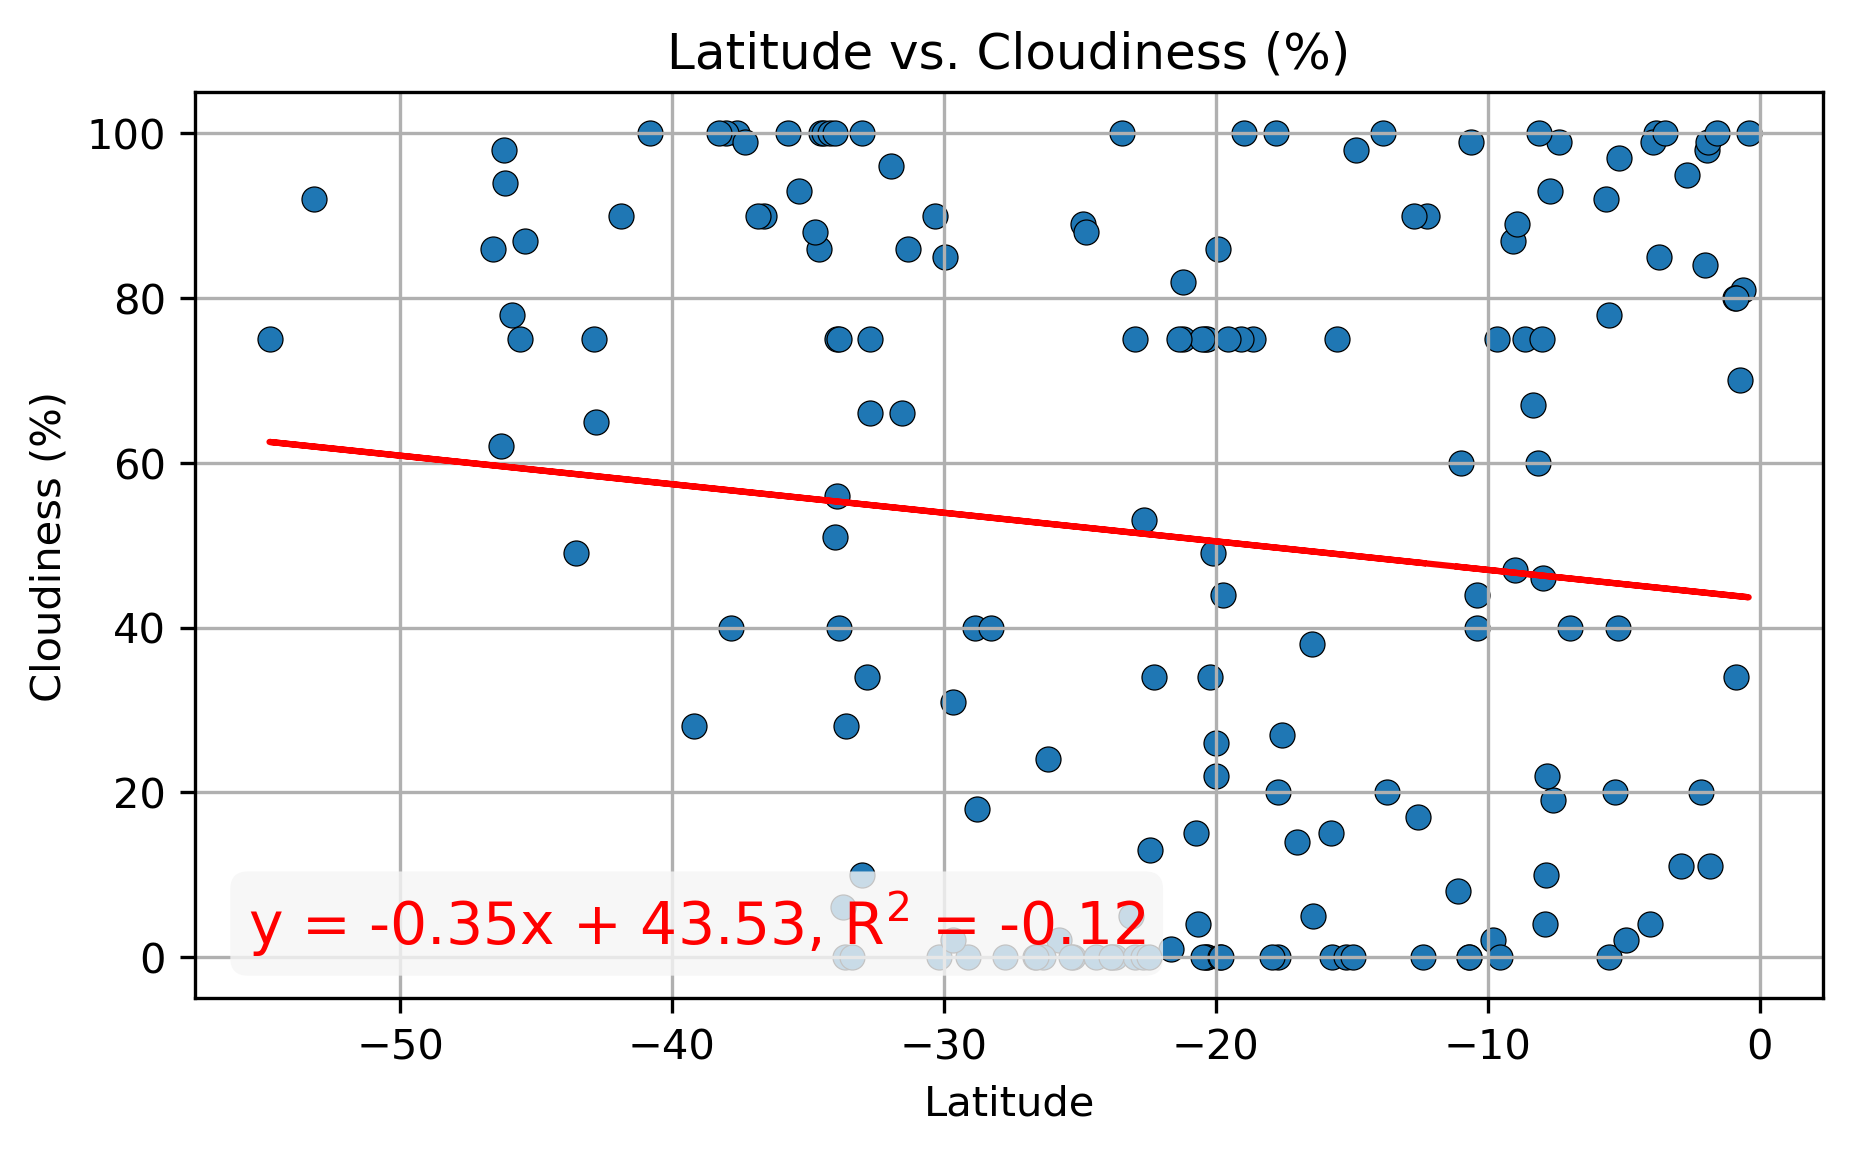 Latitude vs. Cloudiness (%)
100
80
60
40
20
0
Cloudiness (%)
y = -0.35x + 43.53, R² = -0.12
−50 −40 −30 −20 −10 0
Latitude